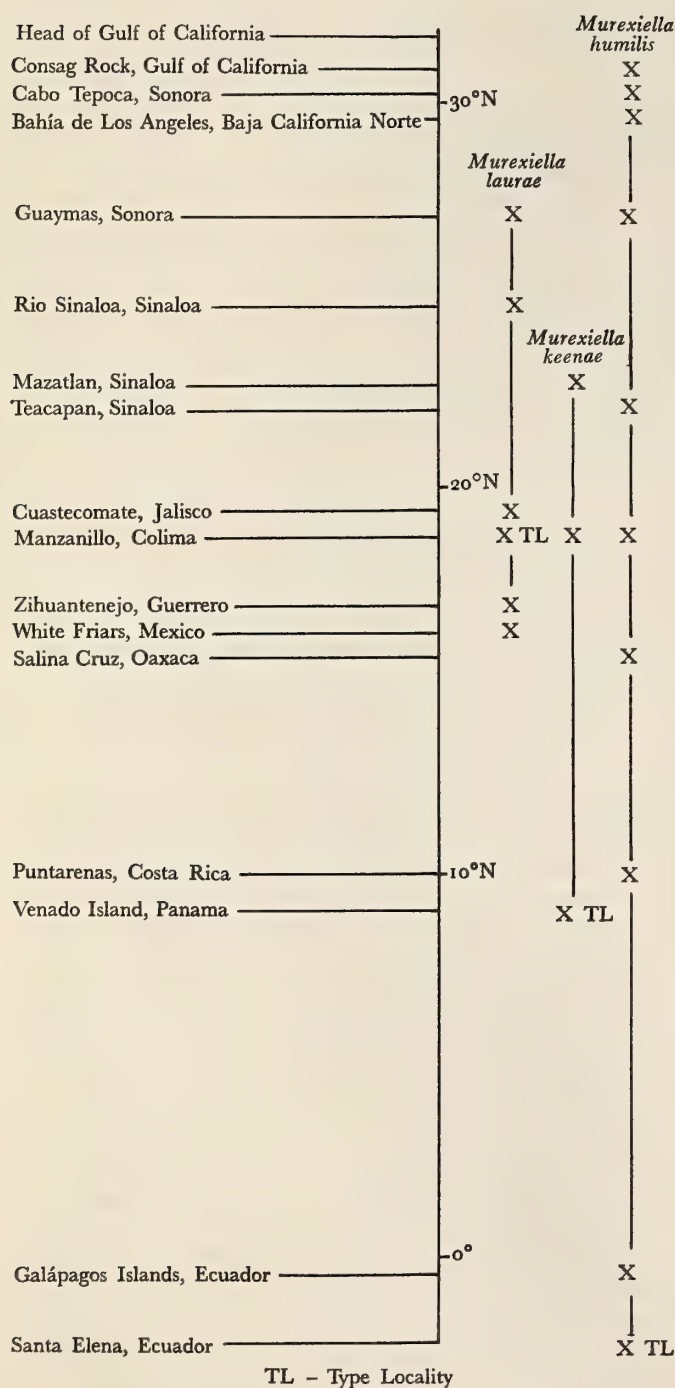 Head of Gulf of California
Murexiella
humilis
Consag Rock, Gulf of California
X
Cabo Tepoca, Sonora
X
30°N
Bahía de Los Angeles, Baja California Norte
X
Murexiella
laurae
Guaymas, Sonora
X X
Rio Sinaloa, Sinaloa
X
Murexiella
keenae
Mazatlan, Sinaloa
X
Teacapan, Sinaloa
X
20°N
Cuastecomate, Jalisco
X
Manzanillo, Colima
X TL X X
Zihuantenejo, Guerrero
X
White Friars, Mexico
X
Salina Cruz, Oaxaca
X
Puntarenas, Costa Rica
10°N
X
Venado Island, Panama
X TL
0°
Galápagos Islands, Ecuador
X
Santa Elena, Ecuador
X TL
TL – Type Locality